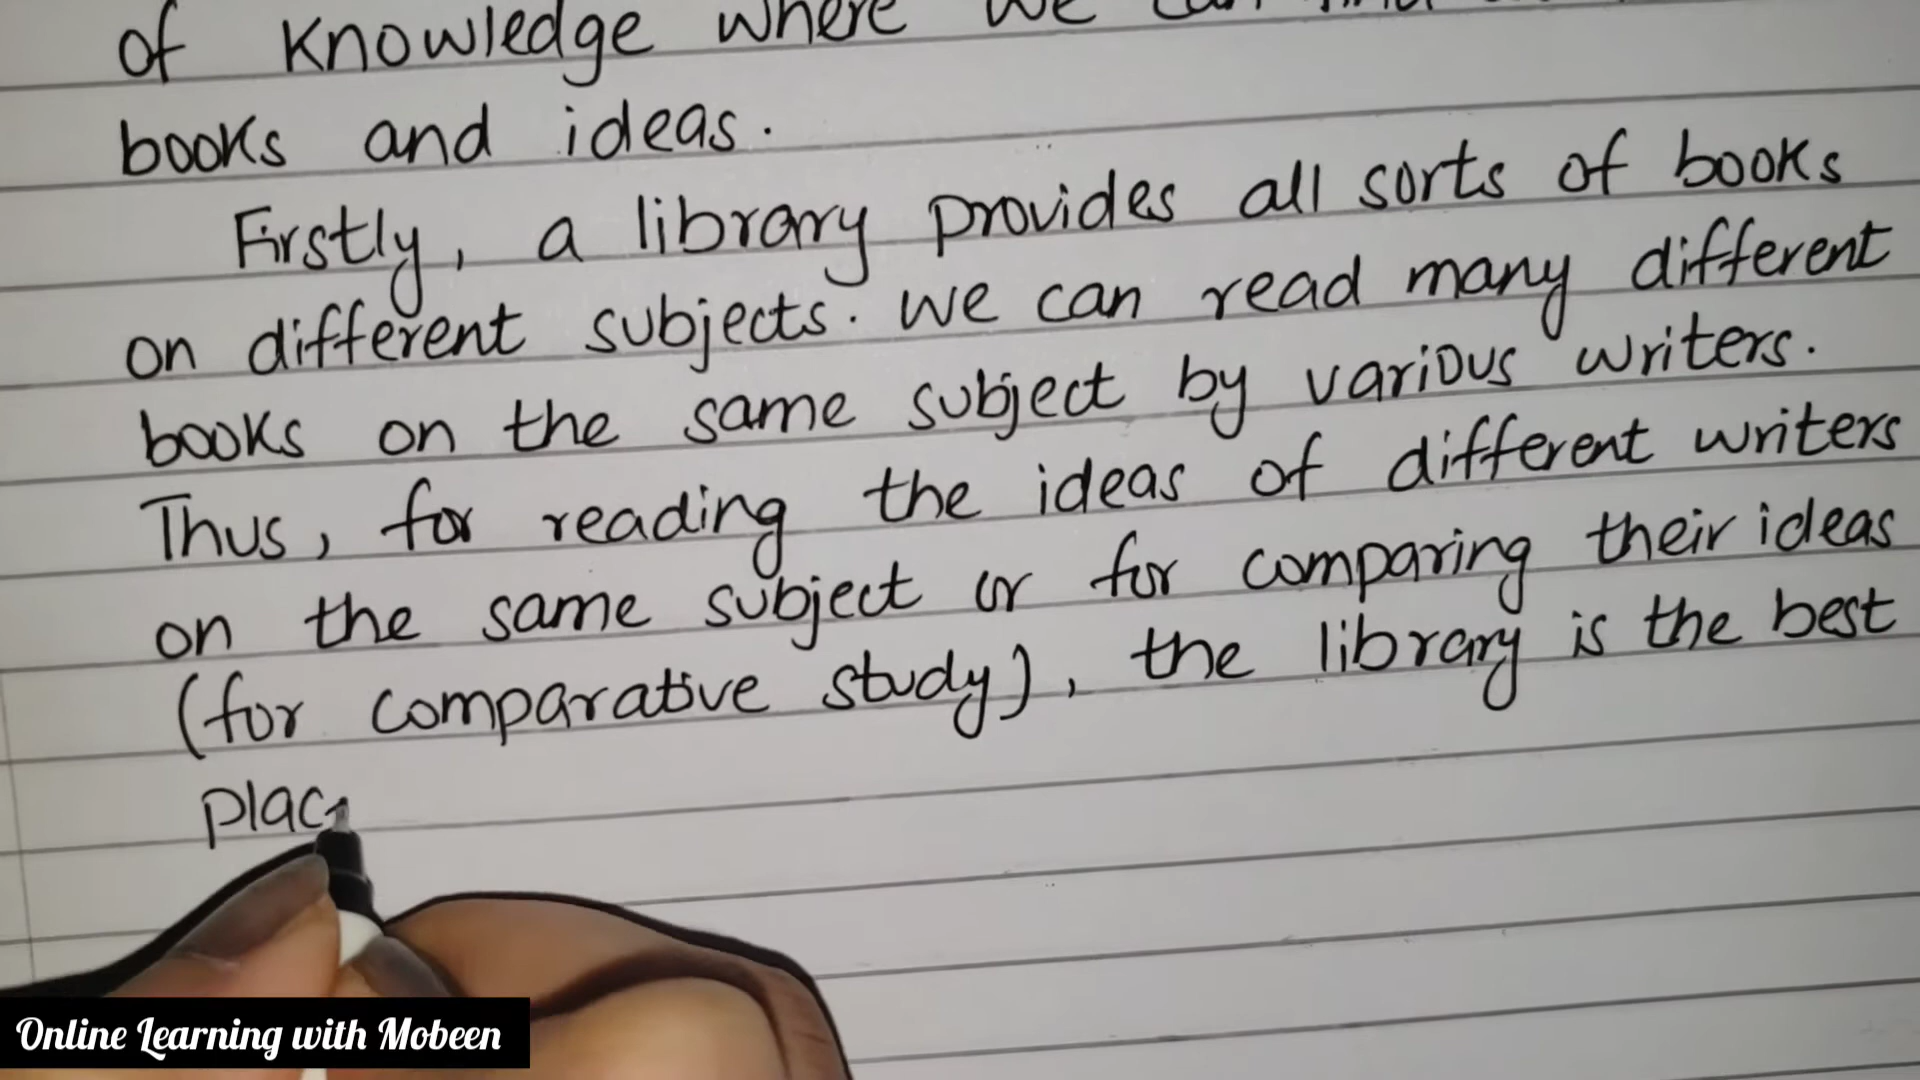 of knowledge where we can find
books and ideas.
Firstly, a library provides all sorts of books
on different subjects. We can read many different
books on the same subject by various writers.
Thus, for reading the ideas of different writers
on the same subject or for comparing their ideas
(for comparative study), the library is the best
plac
Online Learning with Mobeen